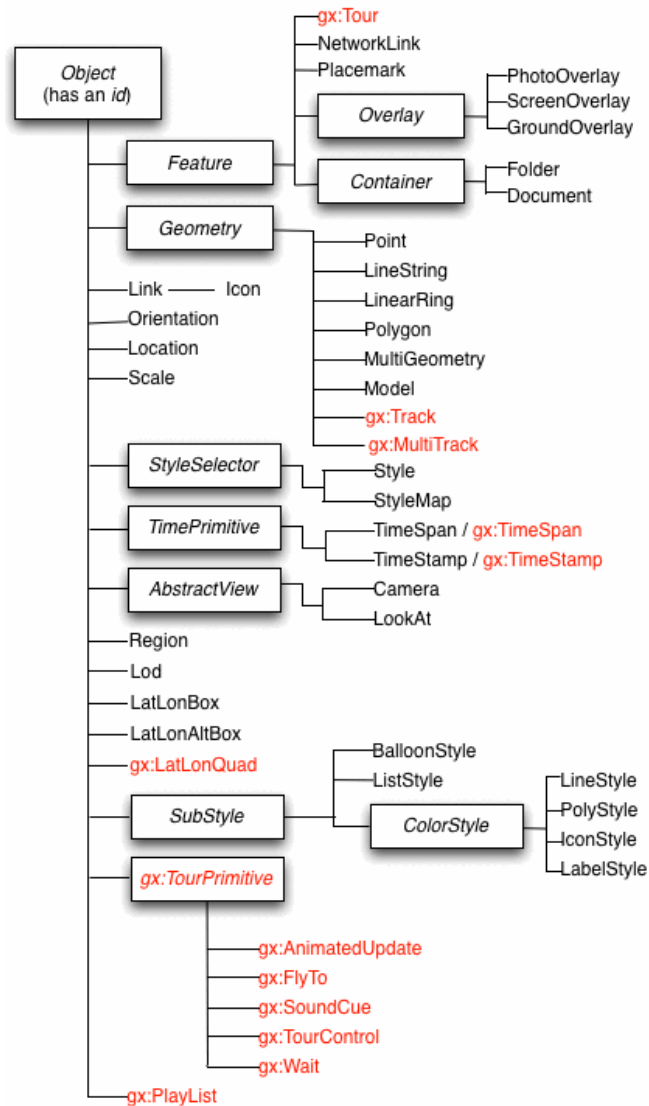 gx:Tour
NetworkLink
Placemark
Object
(has an id)
Overlay
PhotoOverlay
ScreenOverlay
GroundOverlay
Feature
Container
Folder
Document
Geometry
Point
LineString
LinearRing
Polygon
MultiGeometry
Model
gx:Track
gx:MultiTrack
Link
Icon
Orientation
Location
Scale
StyleSelector
Style
StyleMap
TimePrimitive
TimeSpan / gx:TimeSpan
TimeStamp / gx:TimeStamp
AbstractView
Camera
LookAt
Region
Lod
LatLonBox
LatLonAltBox
gx:LatLonQuad
SubStyle
BalloonStyle
ListStyle
ColorStyle
LineStyle
PolyStyle
IconStyle
LabelStyle
gx:TourPrimitive
gx:AnimatedUpdate
gx:FlyTo
gx:SoundCue
gx:TourControl
gx:Wait
gx:PlayList